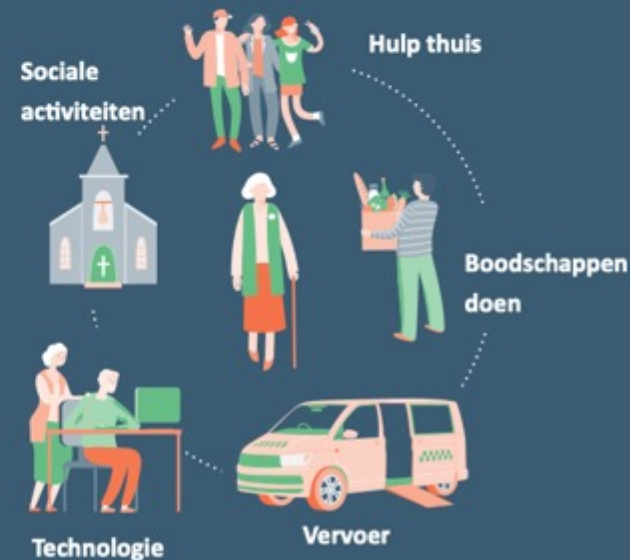 Hulp thuis
Sociale
activiteiten
Boodschappen
doen
Vervoer
Technologie